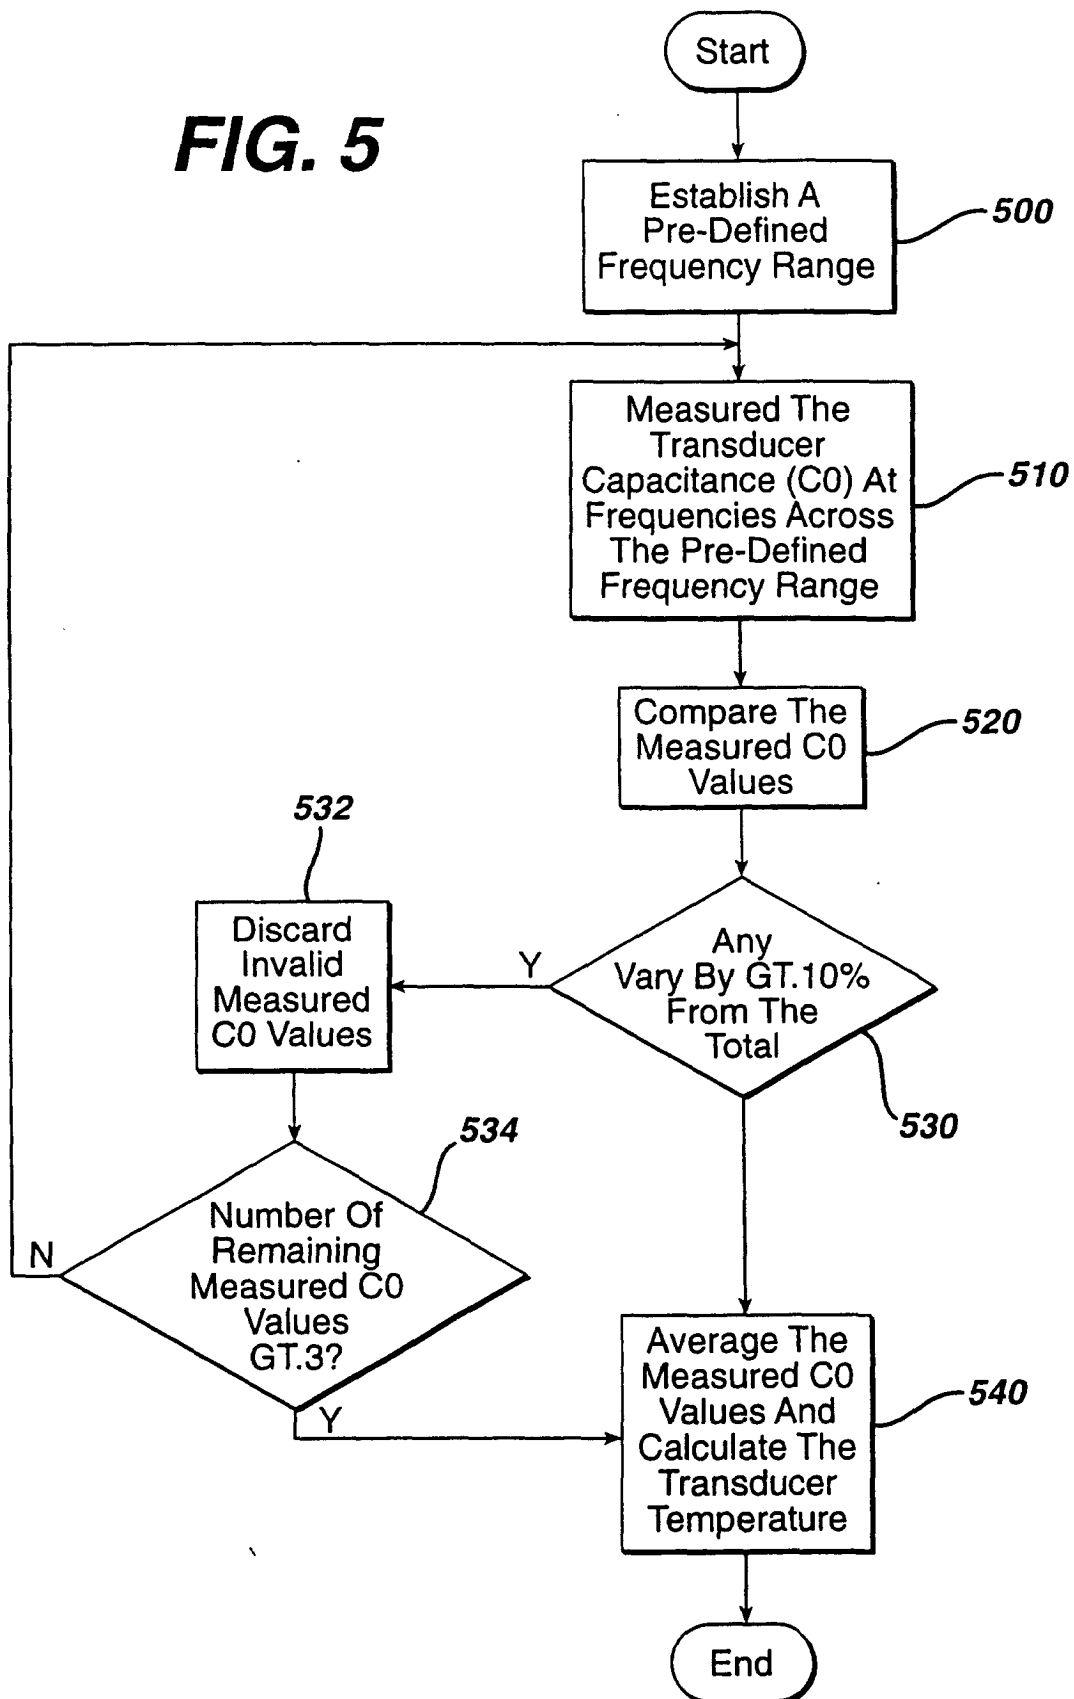 Start
FIG. 5
Establish A
Pre-Defined
Frequency Range
500
Measured The
Transducer
Capacitance (C0) At
Frequencies Across
The Pre-Defined
Frequency Range
510
Compare The
Measured C0
Values
520
532
Discard
Invalid
Measured
C0 Values
Y
Any
Vary By GT.10%
From The
Total
530
534
Number Of
Remaining
Measured C0
Values
GT.3?
N
Y
Average The
Measured C0
Values And
Calculate The
Transducer
Temperature
540
End